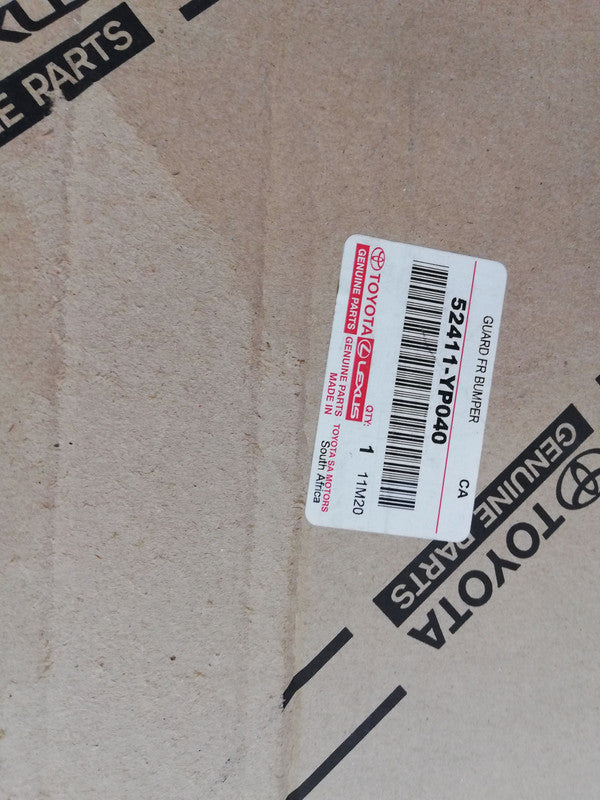 E PARTS
GUARD FR BUMPER
CA
52411-YP040
TOYOTA LEXUS
GENUINE PARTS GENUINE PARTS
QTY: 1 11M20
MADE IN TOYOTA SA MOTORS
South Africa
TOYOTA
GENUINE PARTS